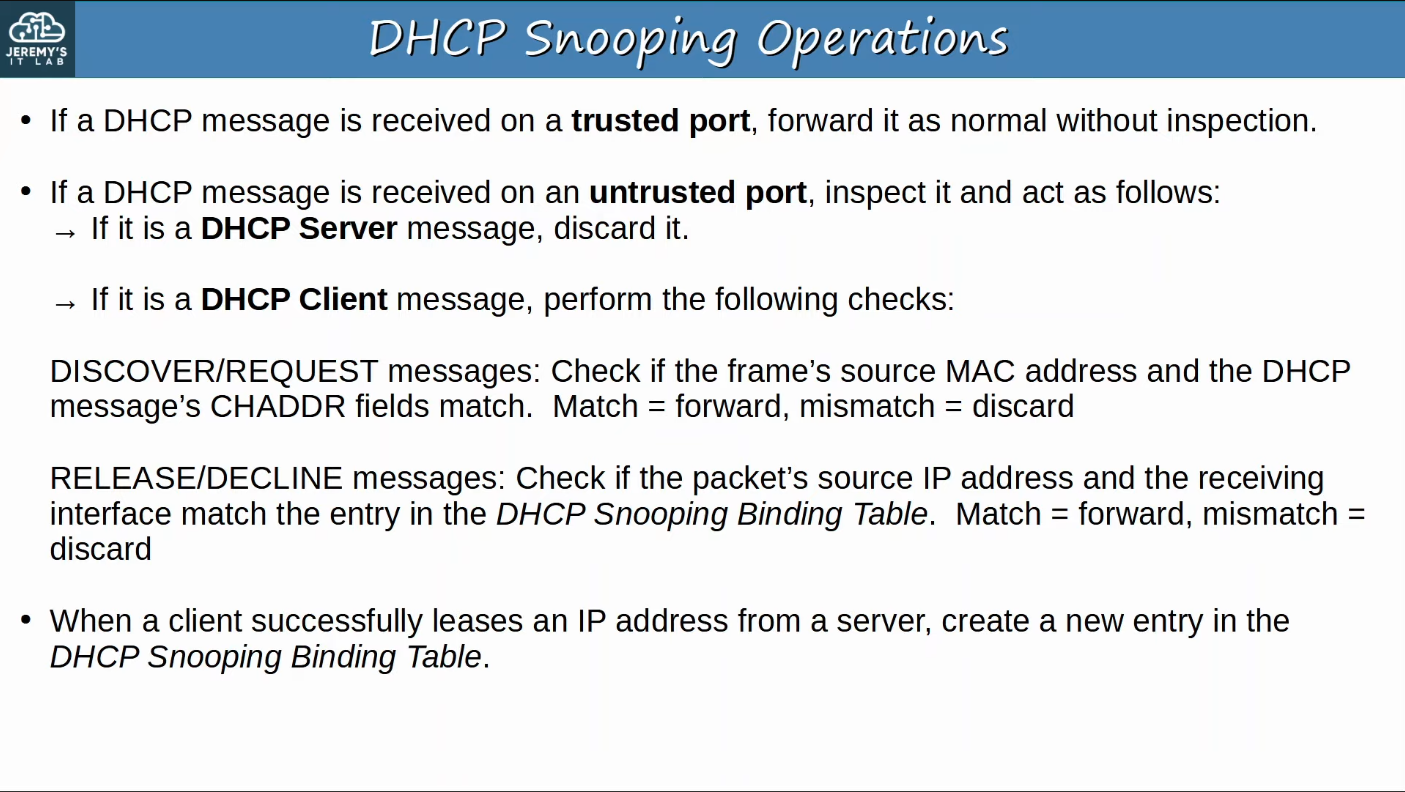 JEREMY'S
IT LAB
DHCP Snooping Operations
• If a DHCP message is received on a trusted port, forward it as normal without inspection.
• If a DHCP message is received on an untrusted port, inspect it and act as follows:
→ If it is a DHCP Server message, discard it.
→ If it is a DHCP Client message, perform the following checks:
DISCOVER/REQUEST messages: Check if the frame’s source MAC address and the DHCP
message’s CHADDR fields match.  Match = forward, mismatch = discard
RELEASE/DECLINE messages: Check if the packet’s source IP address and the receiving
interface match the entry in the DHCP Snooping Binding Table.  Match = forward, mismatch =
discard
• When a client successfully leases an IP address from a server, create a new entry in the
DHCP Snooping Binding Table.